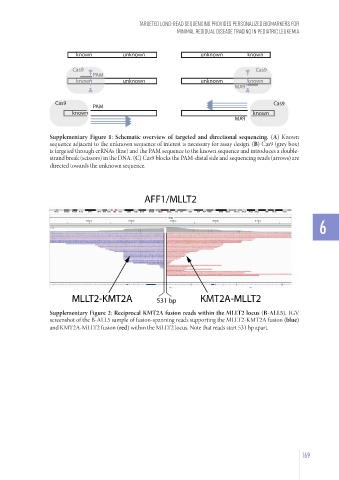 TARGETED LONG-READ SEQUENCING PROVIDES PERSONALIZED BIOMARKERS FOR
MINIMAL RESIDUAL DISEASE TRACING IN PEDIATRIC LEUKEMIA
known unknown unknown known
Cas9 Cas9
PAM
known unknown unknown known
PAM
Cas9 PAM Cas9
known known
PAM
Supplementary Figure 1: Schematic overview of targeted and directional sequencing. (A) Known
sequence adjacent to the unknown sequence of interest is necessary for assay design. (B) Cas9 (grey box)
is targeted through crRNAs (line) and the PAM sequence to the known sequence and introduces a double-
strand break (scissors) in the DNA. (C) Cas9 blocks the PAM-distal side and sequencing reads (arrows) are
directed towards the unknown sequence.
AFF1/MLLT2
6
MLLT2-KMT2A 531 bp KMT2A-MLLT2
Supplementary Figure 2: Reciprocal KMT2A fusion reads within the MLLT2 locus (B-ALL5). IGV
screenshot of the B-ALL5 sample of fusion-spanning reads supporting the MLLT2-KMT2A fusion (blue)
and KMT2A-MLLT2 fusion (red) within the MLLT2 locus. Note that reads start 531 bp apart.
169